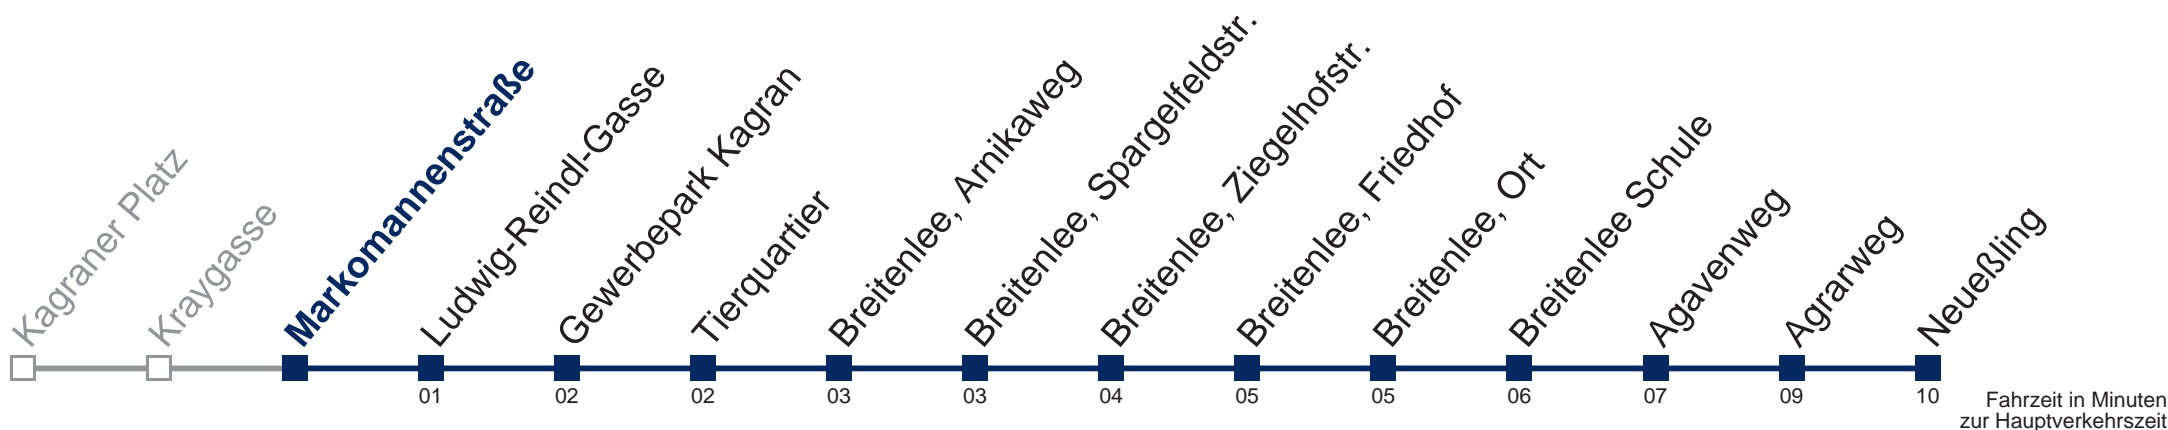 Kagraner Platz
Kraygasse
Markomannenstraße
Ludwig-Reindl-Gasse
Gewerbepark Kagran
Tierquartier
Breitenlee, Arnikaweg
Breitenlee, Spargelfeldstr.
Breitenlee, Ziegelhofstr.
Breitenlee, Friedhof
Breitenlee, Ort
Breitenlee Schule
Agavenweg
Agrarweg
Neueßling
01 02 02 03 03 04 05 05 06 07 09 10
Fahrzeit in Minuten
zur Hauptverkehrszeit